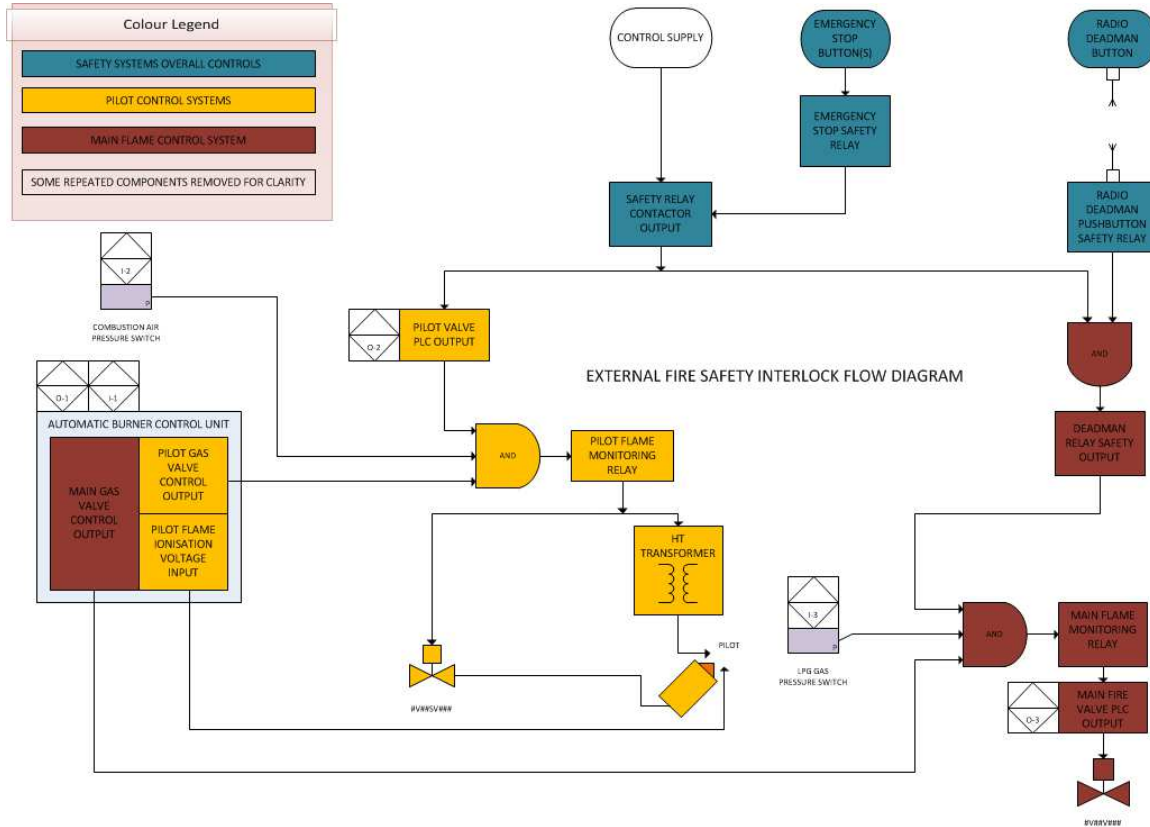 Colour Legend
SAFETY SYSTEMS OVERALL CONTROLS
PILOT CONTROL SYSTEMS
MAIN FLAME CONTROL
SYSTEM
SOME REPEATED COMPONENTS REMOVED FOR CLARITY
CONTROL SUPPLY
EMERGENCY
STOP
BUTTON(S)
RADIO
DEADMAN
BUTTON
EMERGENCY
STOP SAFETY
RELAY
SAFETY RELAY
CONTACTOR
OUTPUT
RADIO
DEADMAN
PUSHBUTTON
SAFETY RELAY
I-2
P
COMBUSTION AIR
PRESSURE SWITCH
O-2
PILOT VALVE
PLC OUTPUT
AND
EXTERNAL FIRE SAFETY INTERLOCK FLOW DIAGRAM
O-1
I-1
AUTOMATIC BURNER CONTROL UNIT
MAIN GAS
VALVE
CONTROL
OUTPUT
PILOT GAS
VALVE
CONTROL
OUTPUT
PILOT FLAME
IONISATION
VOLTAGE
INPUT
AND
PILOT FLAME
MONITORING
RELAY
DEADMAN
RELAY SAFETY
OUTPUT
HT
TRANSFORMER
PILOT
I-3
P
LPG GAS
PRESSURE SWITCH
AND
MAIN FLAME
MONITORING
RELAY
O-3
MAIN FIRE
VALVE PLC
OUTPUT
#V##SV###
#V##V###